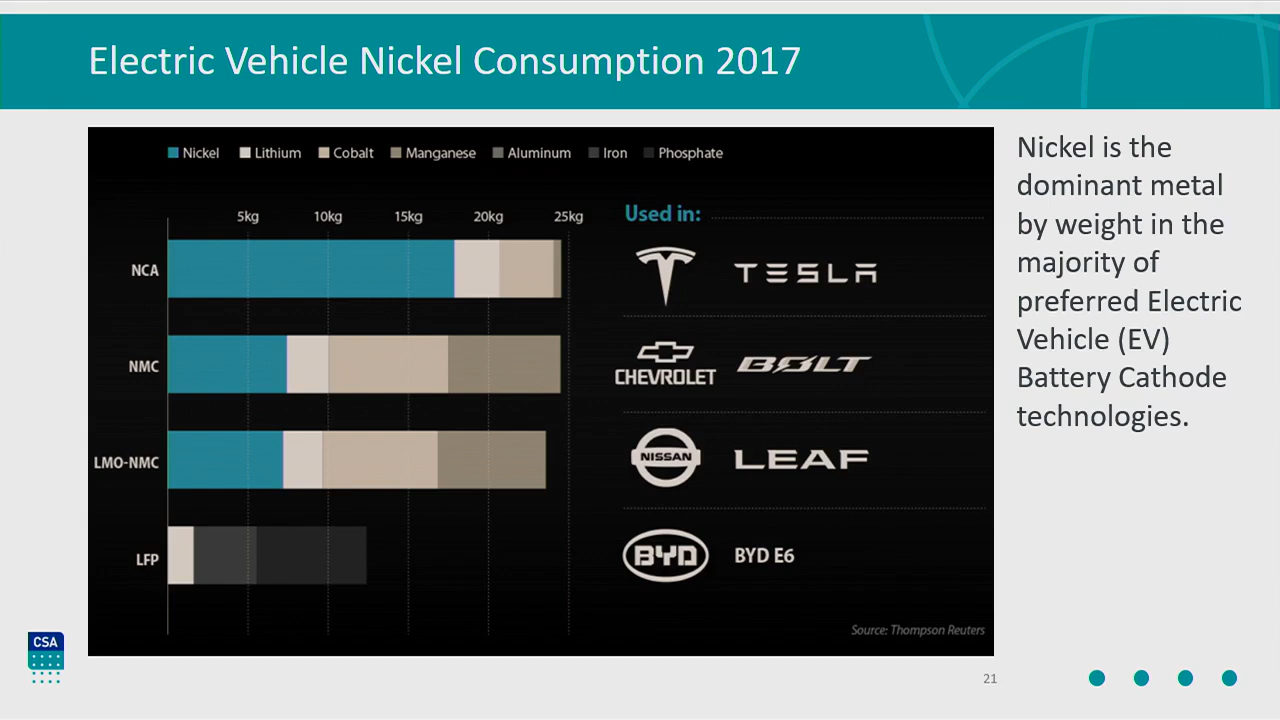 Electric Vehicle Nickel Consumption 2017
Nickel Lithium Cobalt Manganese Aluminum Iron Phosphate
5kg 10kg 15kg 20kg 25kg
Used in:
NCA
TESLA
NMC
CHEVROLET
BOLT
LMO-NMC
NISSAN
LEAF
LFP
BYD
BYD E6
Source: Thompson Reuters
Nickel is the
dominant metal
by weight in the
majority of
preferred Electric
Vehicle (EV)
Battery Cathode
technologies.
CSA
21